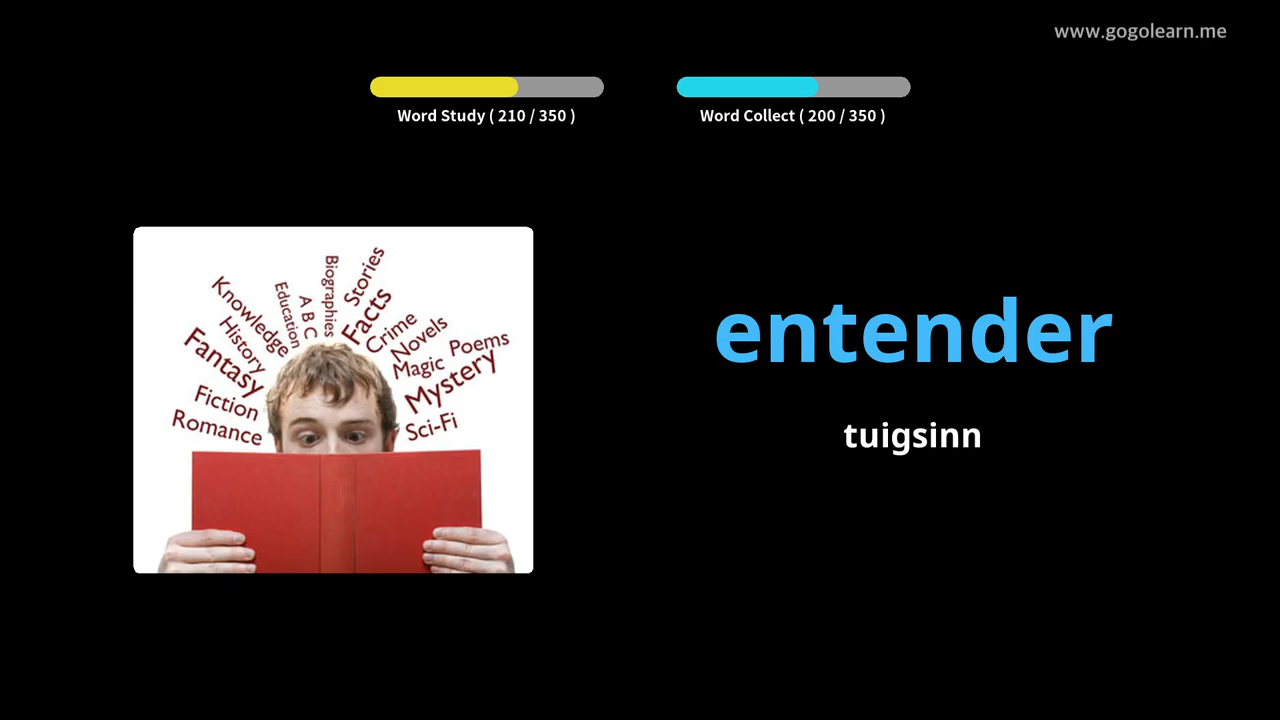 www.gogolearn.me
Word Study ( 210 / 350 )
Word Collect ( 200 / 350 )
Biographies
Stories
Education
A B C
Facts
Knowledge
Crime
History
Novels
Fantasy
Magic
Poems
Mystery
Fiction
Romance
Sci-Fi
entender
tuigsinn